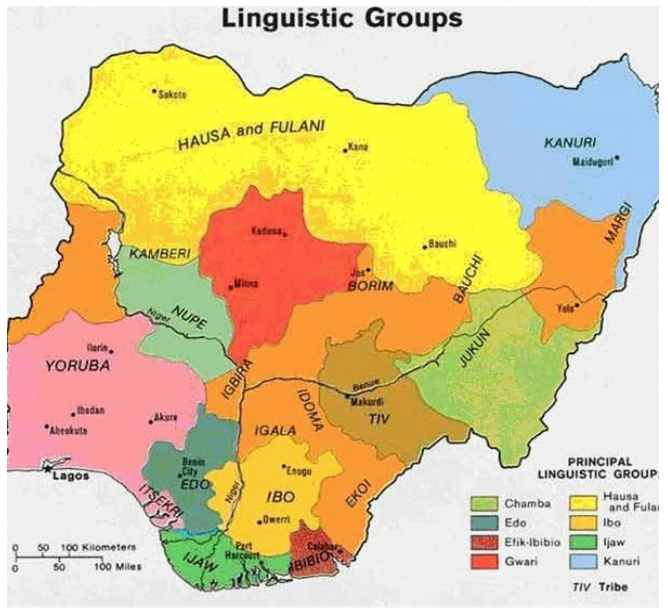 Linguistic Groups
Sokoto
HAUSA and FULANI
Kano
KANURI
Maiduguri
MARGI
Kaduna
KAMBERI
Bauchi
Jos
BORIM
BAUCHI
Minna
NUPE
Niger
Yola
JUKUN
Ilorin
YORUBA
IGBIRA
Benue
Makurdi
IDOMA
TIV
Ibadan
Abeokuta
Akure
IGALA
Benin
City
EDO
Enugu
Lagos
ITSEKRI
Niger
IBO
EKOI
Owerri
PRINCIPAL
LINGUISTIC GROUPS
Chamba
Edo
Efik-Ibibio
Gwari
Hausa
and Fulan
Ibo
Ijaw
Kanuri
TIV Tribe
0 50 100 Kilometers
0 50 100 Miles
IJAW
Port
Harcourt
Calabar
IBIBIO